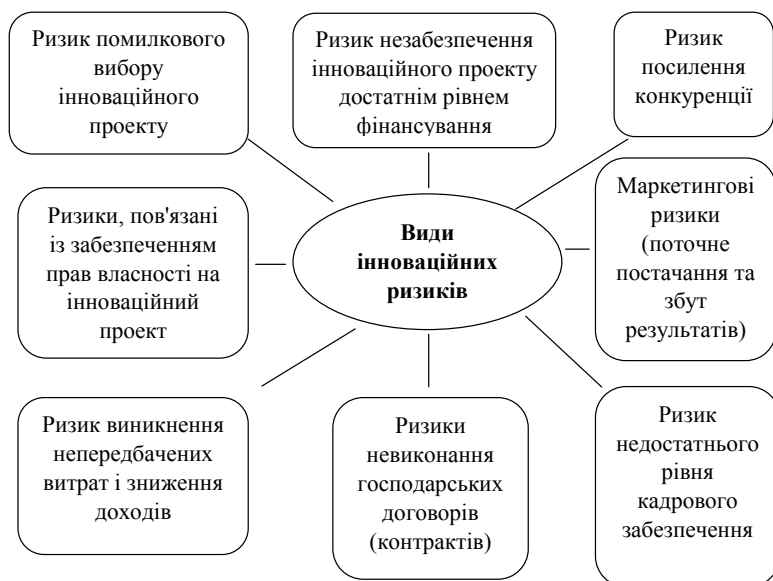 Ризик помилкового
вибору
інноваційного
проекту
Ризик незабезпечення
інноваційного проекту
достатнім рівнем
фінансування
Ризик
посилення
конкуренції
Ризики, пов'язані
із забезпеченням
прав власності на
інноваційний
проект
Види
інноваційних
ризиків
Маркетингові
ризики
(поточне
постачання та
збут
результатів)
Ризик виникнення
непередбачених
витрат і зниження
доходів
Ризики
невиконання
господарських
договорів
(контрактів)
Ризик
недостатнього
рівня
кадрового
забезпечення